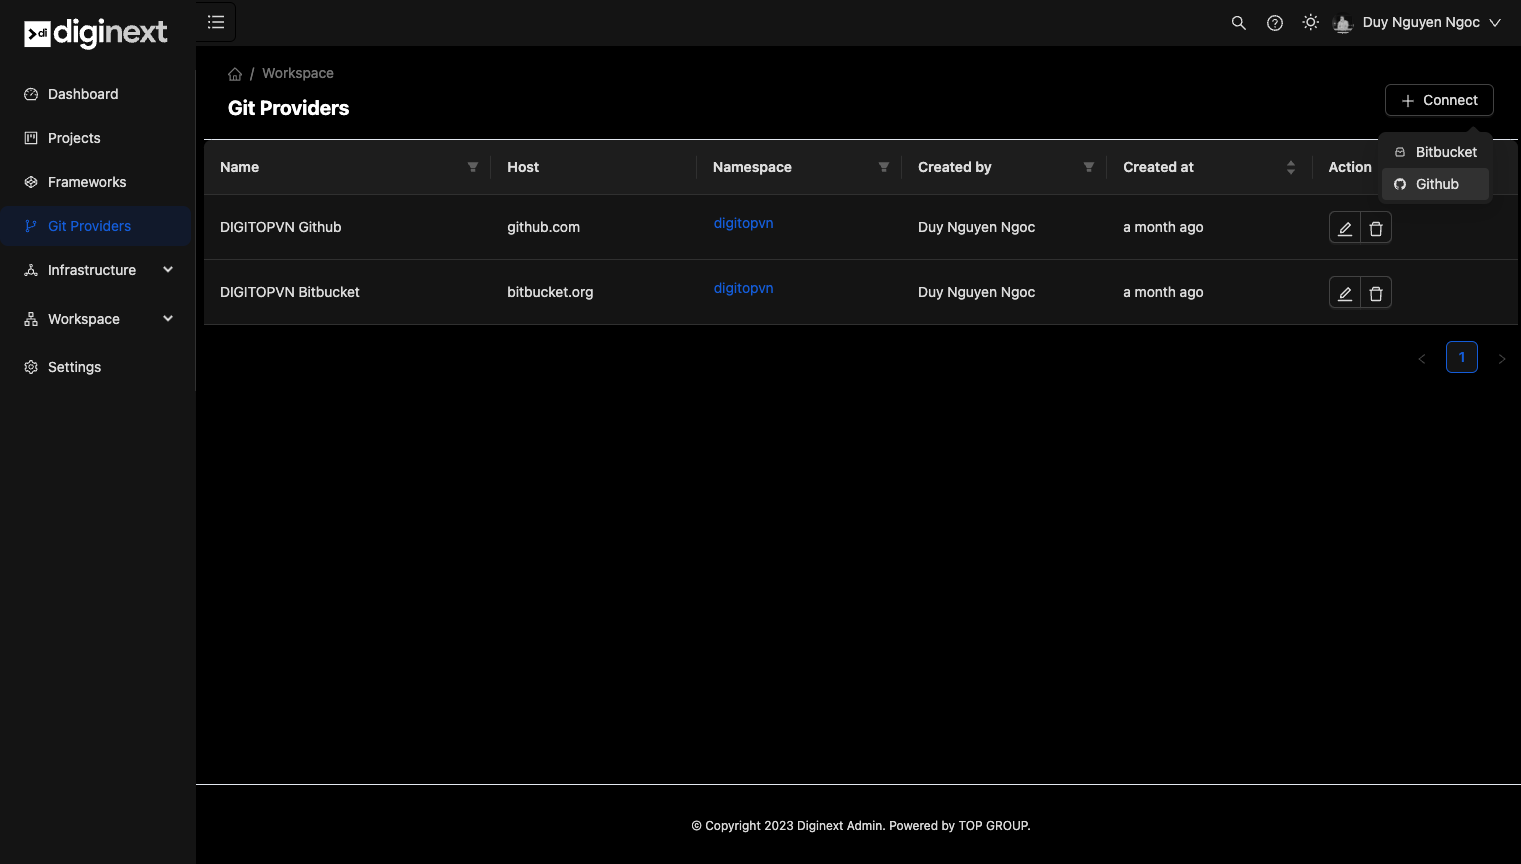 di diginext
Duy Nguyen Ngoc
Dashboard
Projects
Frameworks
Git Providers
Infrastructure
Workspace
Settings
/ Workspace
Git Providers
+ Connect
Bitbucket
Github
Name Host Namespace Created by Created at Action
DIGITOPVN Github github.com digitopvn Duy Nguyen Ngoc a month ago
DIGITOPVN Bitbucket bitbucket.org digitopvn Duy Nguyen Ngoc a month ago
< 1 >
© Copyright 2023 Diginext Admin. Powered by TOP GROUP.